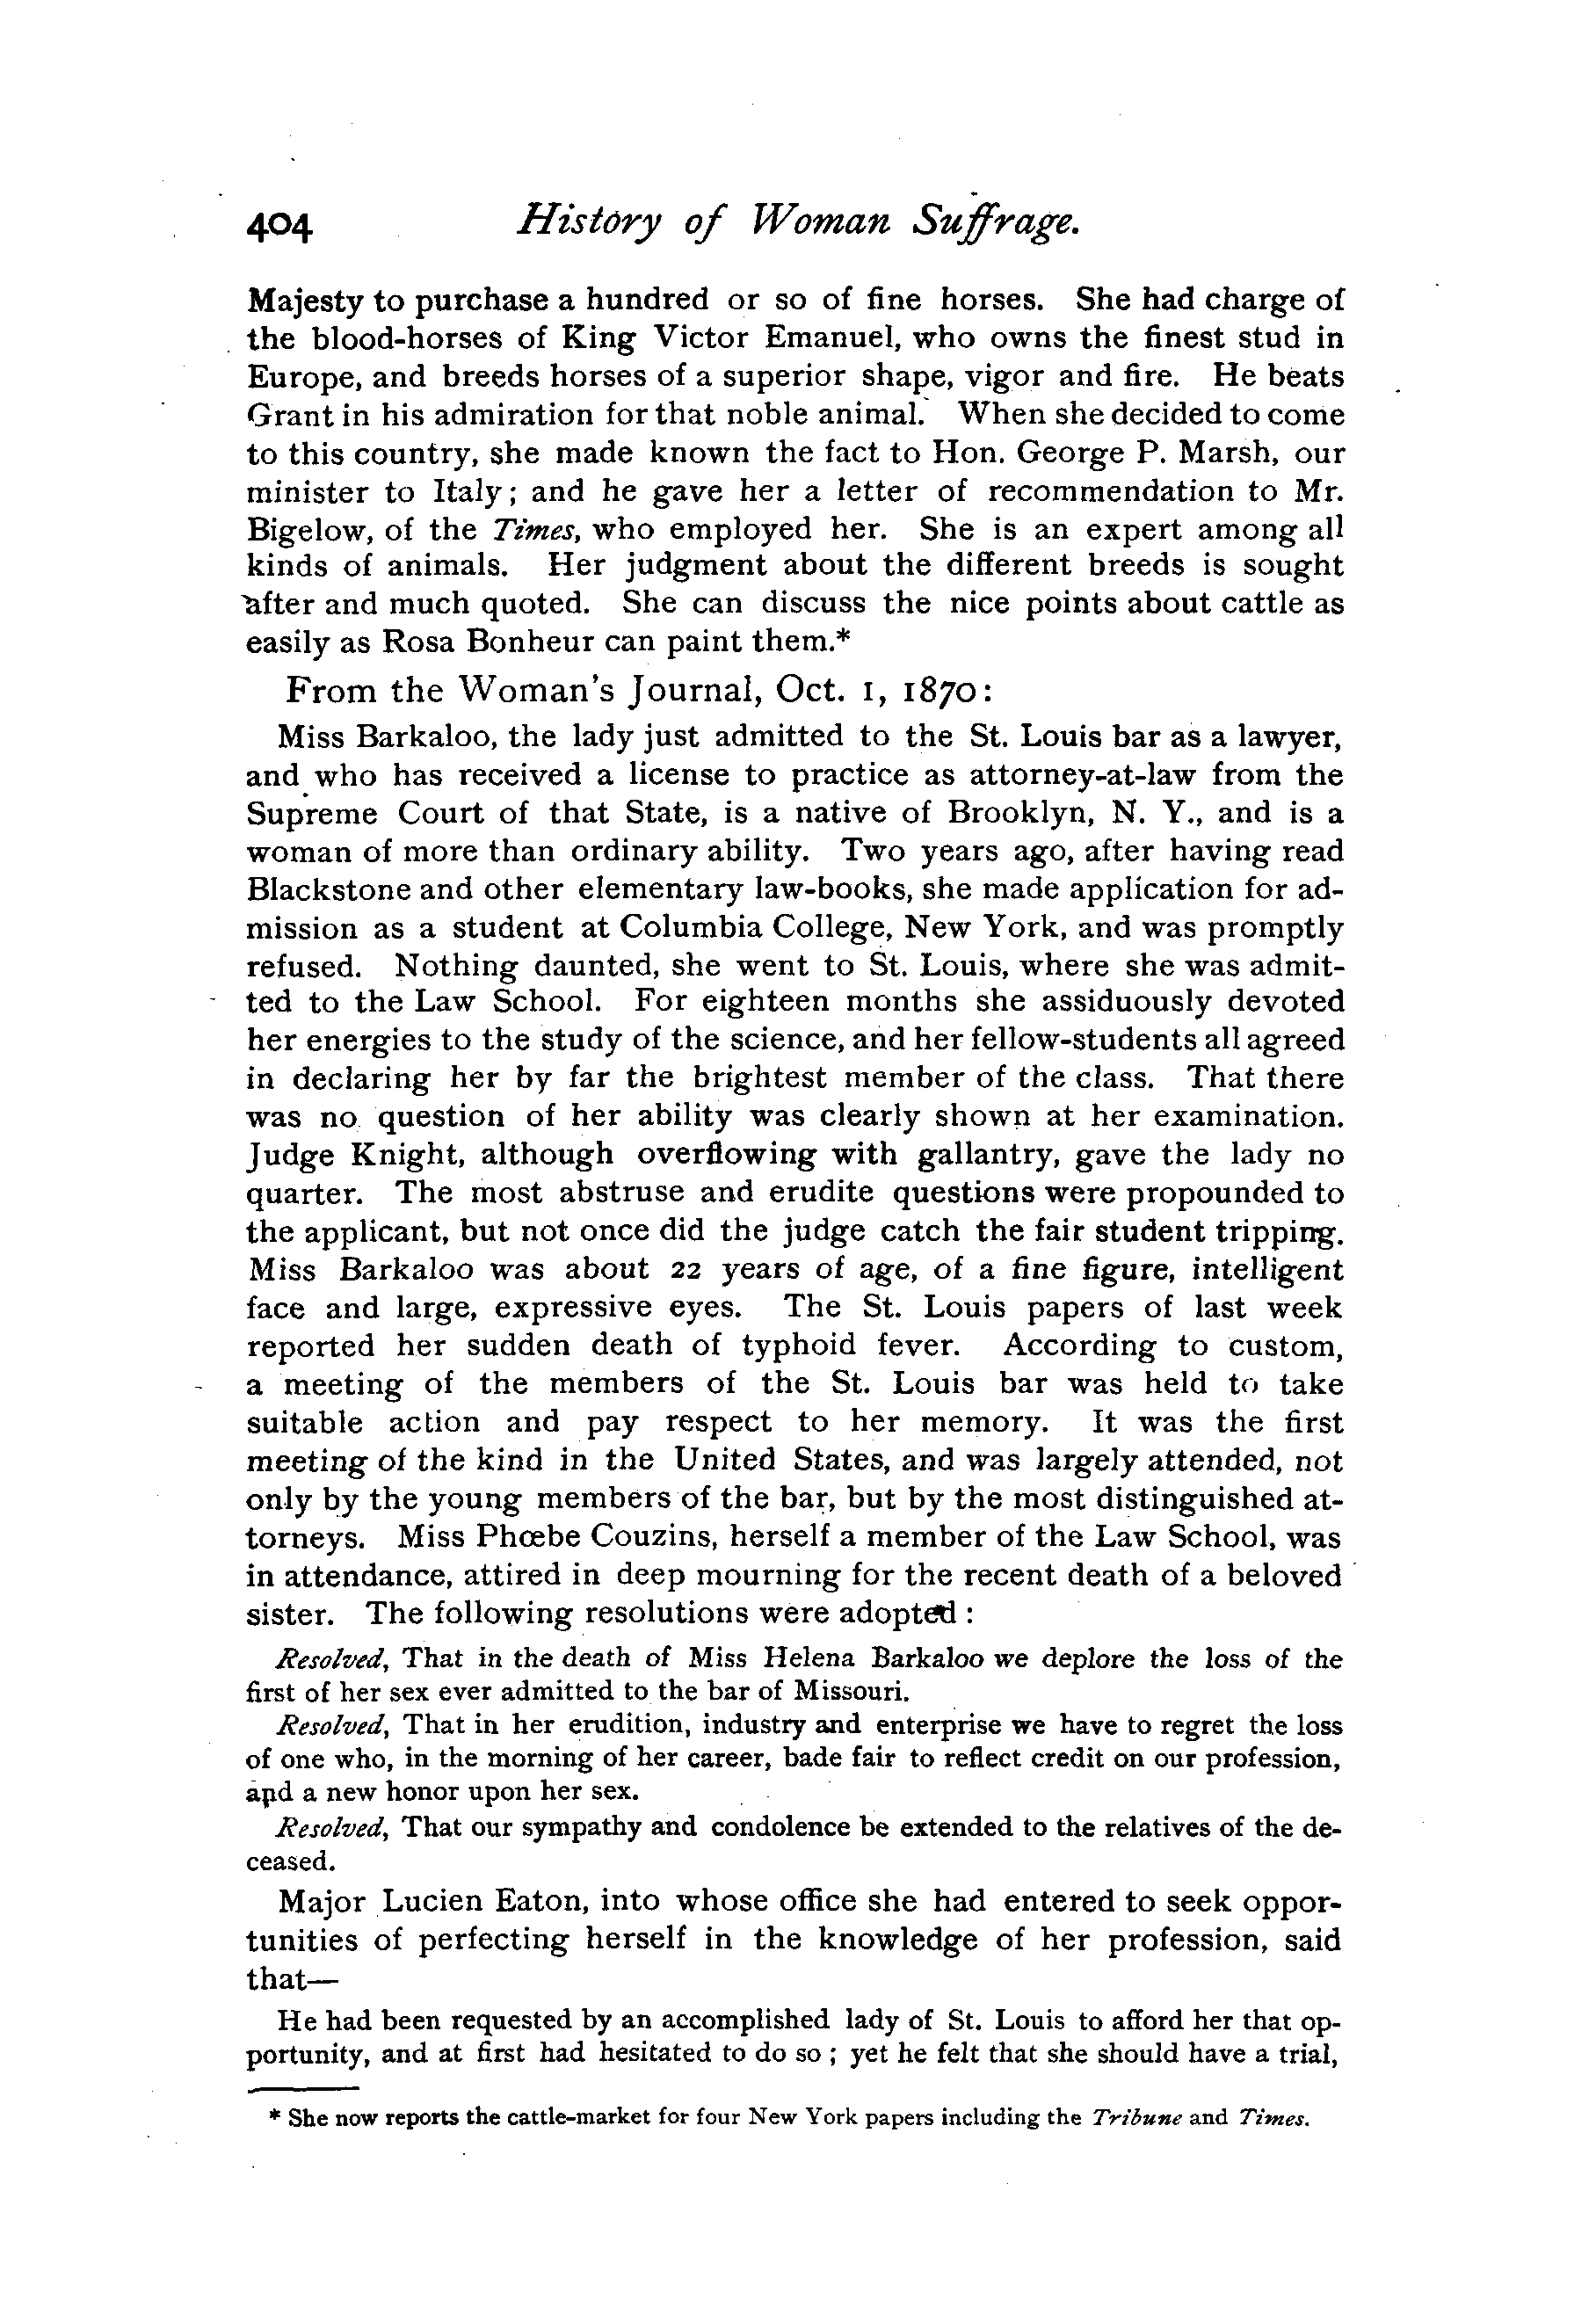 404 History of Woman Suffrage.
Majesty to purchase a hundred or so of fine horses. She had charge of
the blood-horses of King Victor Emanuel, who owns the finest stud in
Europe, and breeds horses of a superior shape, vigor and fire. He beats
Grant in his admiration for that noble animal. When she decided to come
to this country, she made known the fact to Hon. George P. Marsh, our
minister to Italy; and he gave her a letter of recommendation to Mr.
Bigelow, of the Times, who employed her. She is an expert among all
kinds of animals. Her judgment about the different breeds is sought
after and much quoted. She can discuss the nice points about cattle as
easily as Rosa Bonheur can paint them.*
From the Woman's Journal, Oct. 1, 1870:
Miss Barkaloo, the lady just admitted to the St. Louis bar as a lawyer,
and who has received a license to practice as attorney-at-law from the
Supreme Court of that State, is a native of Brooklyn, N. Y., and is a
woman of more than ordinary ability. Two years ago, after having read
Blackstone and other elementary law-books, she made application for ad-
mission as a student at Columbia College, New York, and was promptly
refused. Nothing daunted, she went to St. Louis, where she was admit-
ted to the Law School. For eighteen months she assiduously devoted
her energies to the study of the science, and her fellow-students all agreed
in declaring her by far the brightest member of the class. That there
was no question of her ability was clearly shown at her examination.
Judge Knight, although overflowing with gallantry, gave the lady no
quarter. The most abstruse and erudite questions were propounded to
the applicant, but not once did the judge catch the fair student tripping.
Miss Barkaloo was about 22 years of age, of a fine figure, intelligent
face and large, expressive eyes. The St. Louis papers of last week
reported her sudden death of typhoid fever. According to custom,
a meeting of the members of the St. Louis bar was held to take
suitable action and pay respect to her memory. It was the first
meeting of the kind in the United States, and was largely attended, not
only by the young members of the bar, but by the most distinguished at-
torneys. Miss Phœbe Couzins, herself a member of the Law School, was
in attendance, attired in deep mourning for the recent death of a beloved
sister. The following resolutions were adopted:
Resolved, That in the death of Miss Helena Barkaloo we deplore the loss of the
first of her sex ever admitted to the bar of Missouri.
Resolved, That in her erudition, industry and enterprise we have to regret the loss
of one who, in the morning of her career, bade fair to reflect credit on our profession,
and a new honor upon her sex.
Resolved, That our sympathy and condolence be extended to the relatives of the de-
ceased.
Major Lucien Eaton, into whose office she had entered to seek oppor-
tunities of perfecting herself in the knowledge of her profession, said
that—
He had been requested by an accomplished lady of St. Louis to afford her that op-
portunity, and at first had hesitated to do so; yet he felt that she should have a trial,
* She now reports the cattle-market for four New York papers including the Tribune and Times.